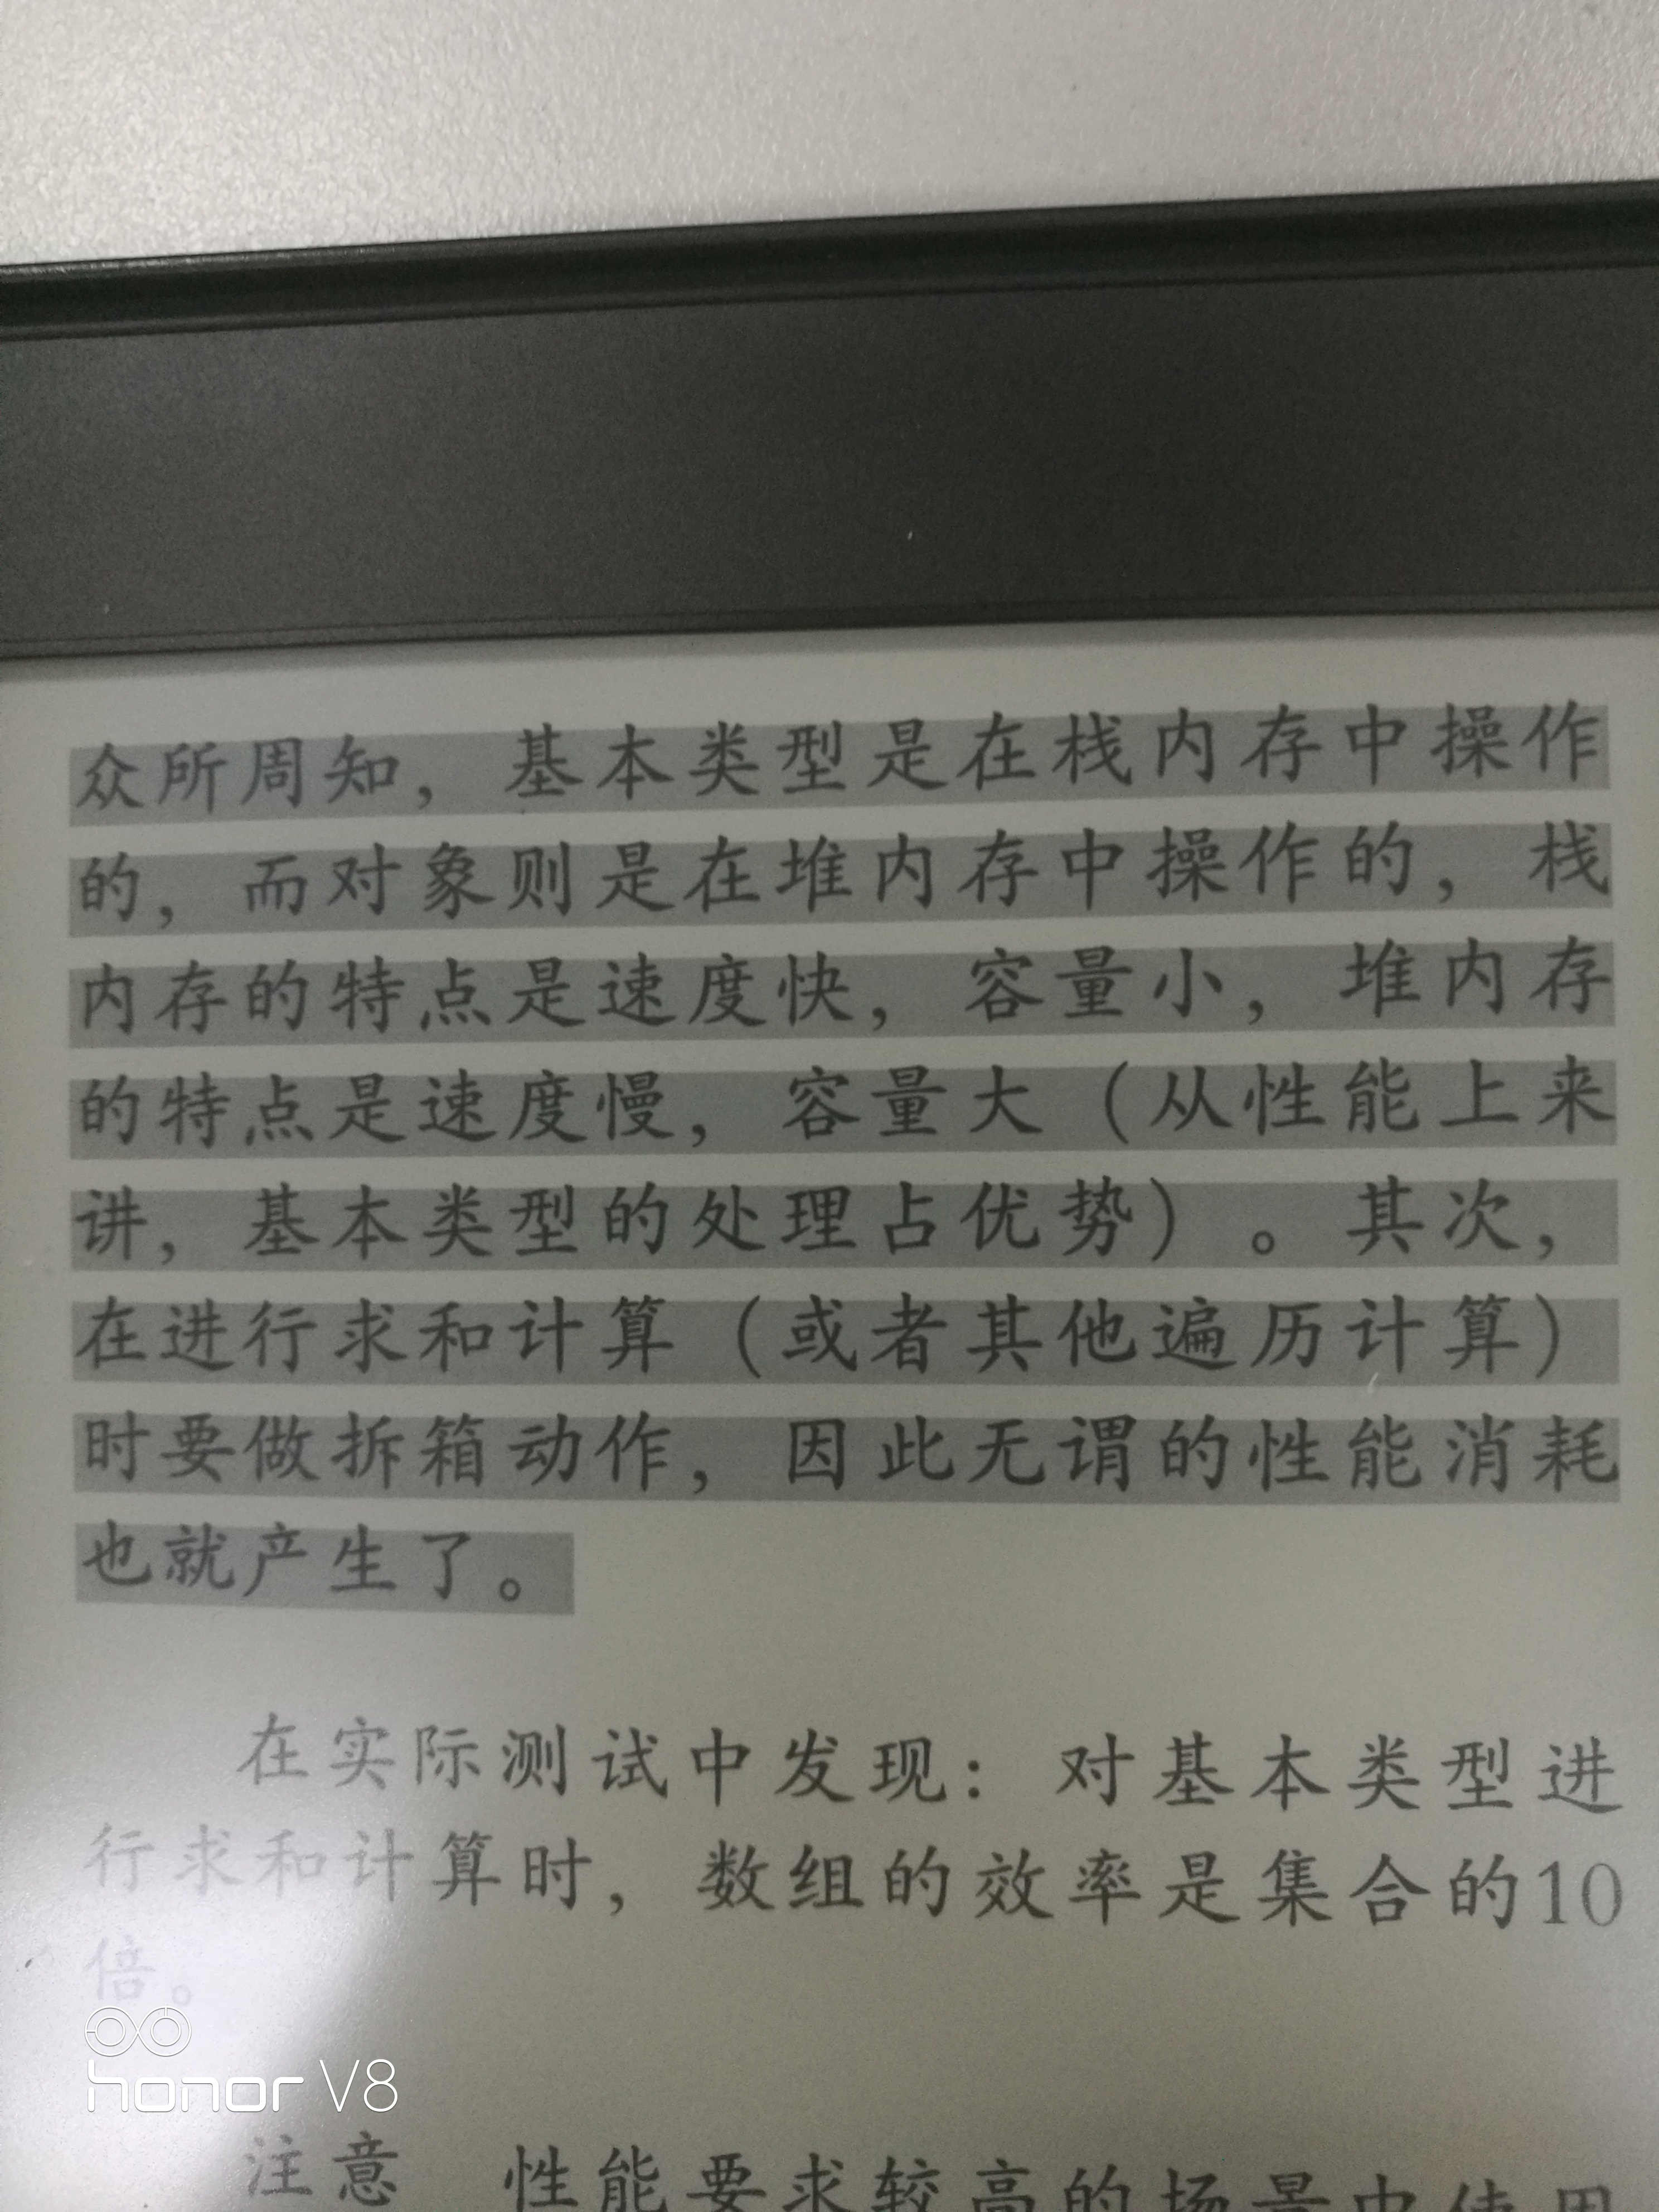 众所周知，基本类型是在栈内存中操作
的，而对象则是在堆内存中操作的，栈
内存的特点是速度快，容量小，堆内存
的特点是速度慢，容量大（从性能上来
讲，基本类型的处理占优势）。其次，
在进行求和计算（或者其他遍历计算）
时要做拆箱动作，因此无谓的性能消耗
也就产生了。
在实际测试中发现：对基本类型进
行求和计算时，数组的效率是集合的10
倍。
honor V8
注意 性能要求较高的场景中使用